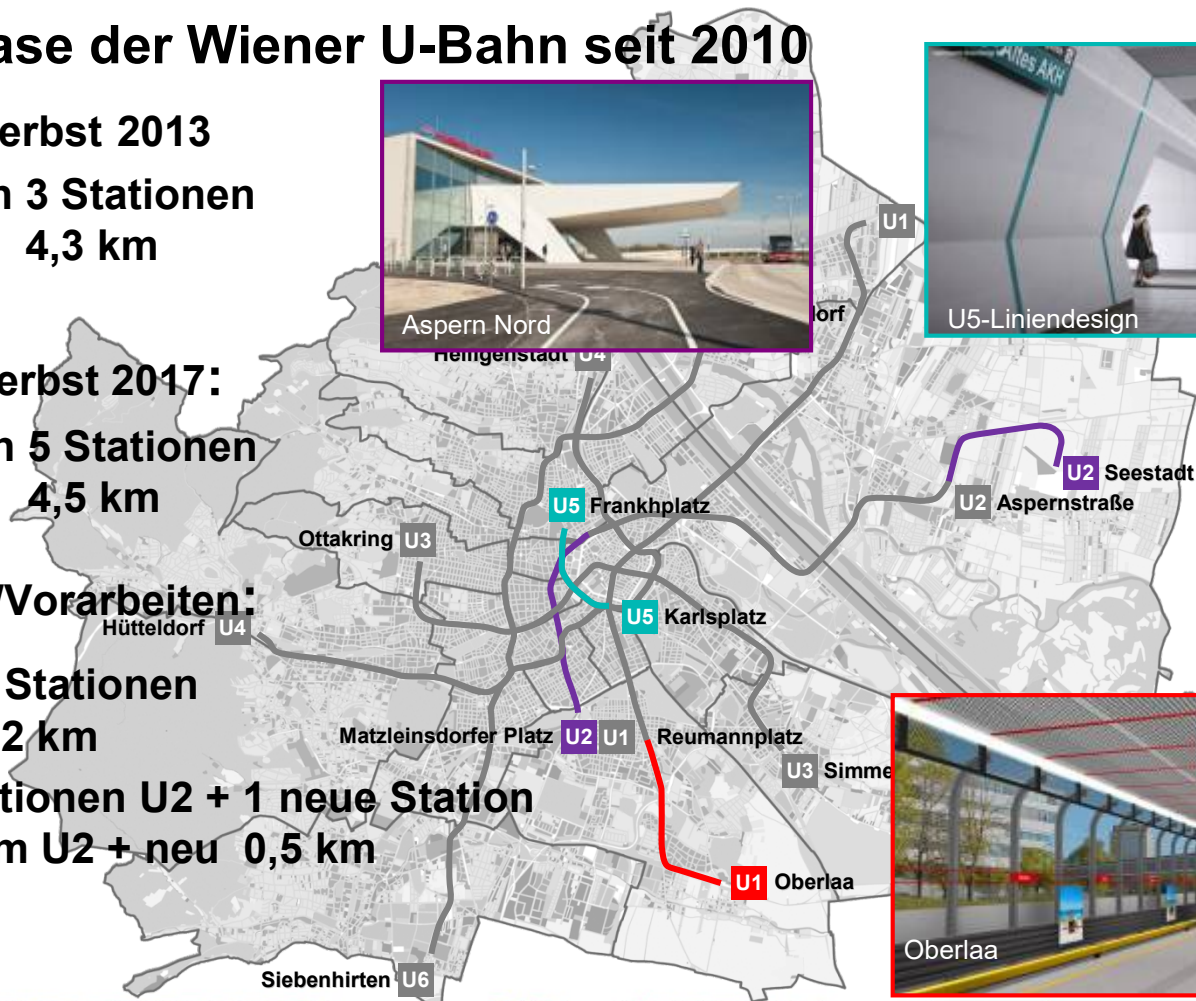 ase der Wiener U-Bahn seit 2010
erbst 2013
n 3 Stationen
4,3 km
erbst 2017:
n 5 Stationen
4,5 km
/Vorarbeiten:
Stationen
2 km
tionen U2 + 1 neue Station
m U2 + neu 0,5 km
Aspern Nord
Altes AKH
U5-Liniendesign
U1
dorf
Heiligenstadt U4
U2 Seestadt
U2 Aspernstraße
U5 Frankhplatz
Ottakring U3
U5 Karlsplatz
Hütteldorf U4
Matzleinsdorfer Platz U2 U1 Reumannplatz
U3 Simme
U1 Oberlaa
Oberlaa
Siebenhirten U6